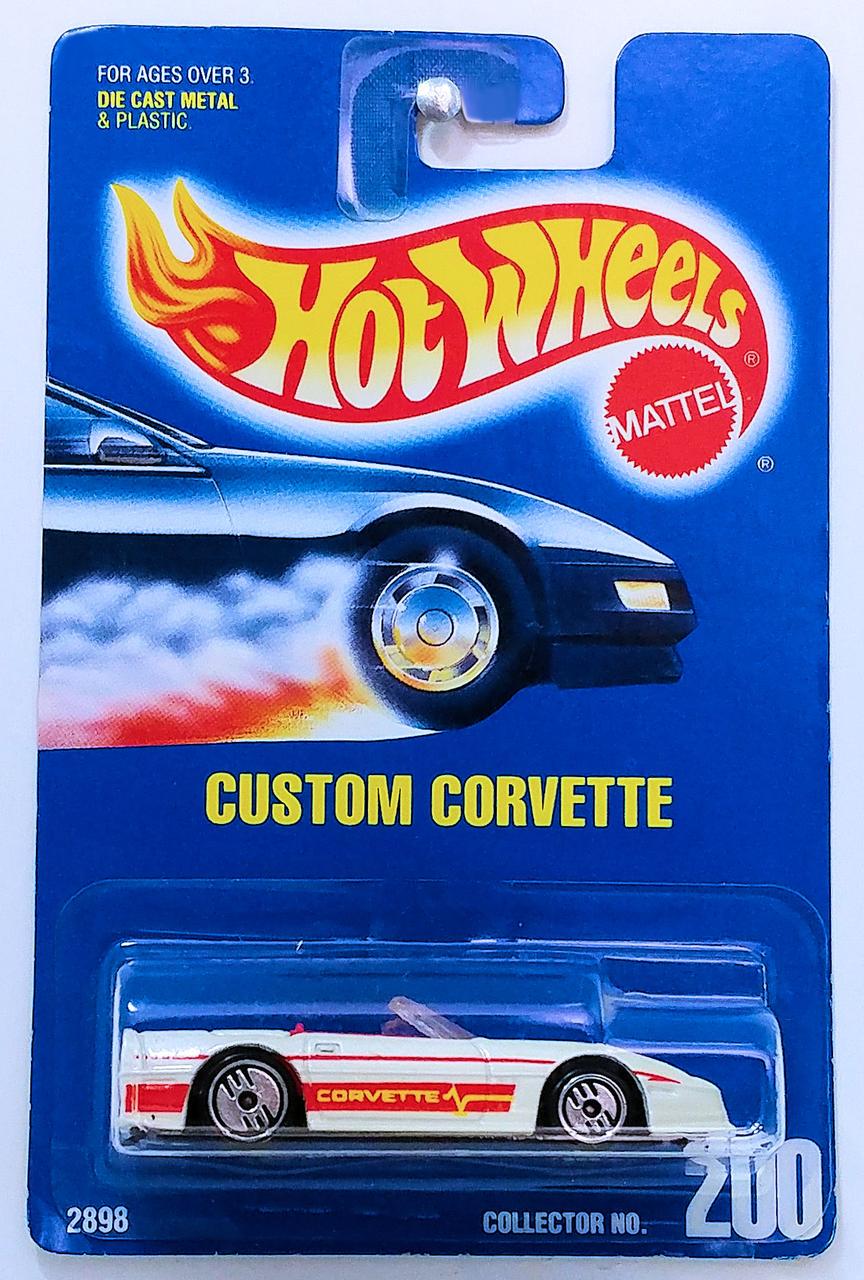 FOR AGES OVER 3.
DIE CAST METAL
& PLASTIC.
HOT WHEELS ®
MATTEL ®
CUSTOM CORVETTE
CORVETTE
2898
COLLECTOR NO. 200